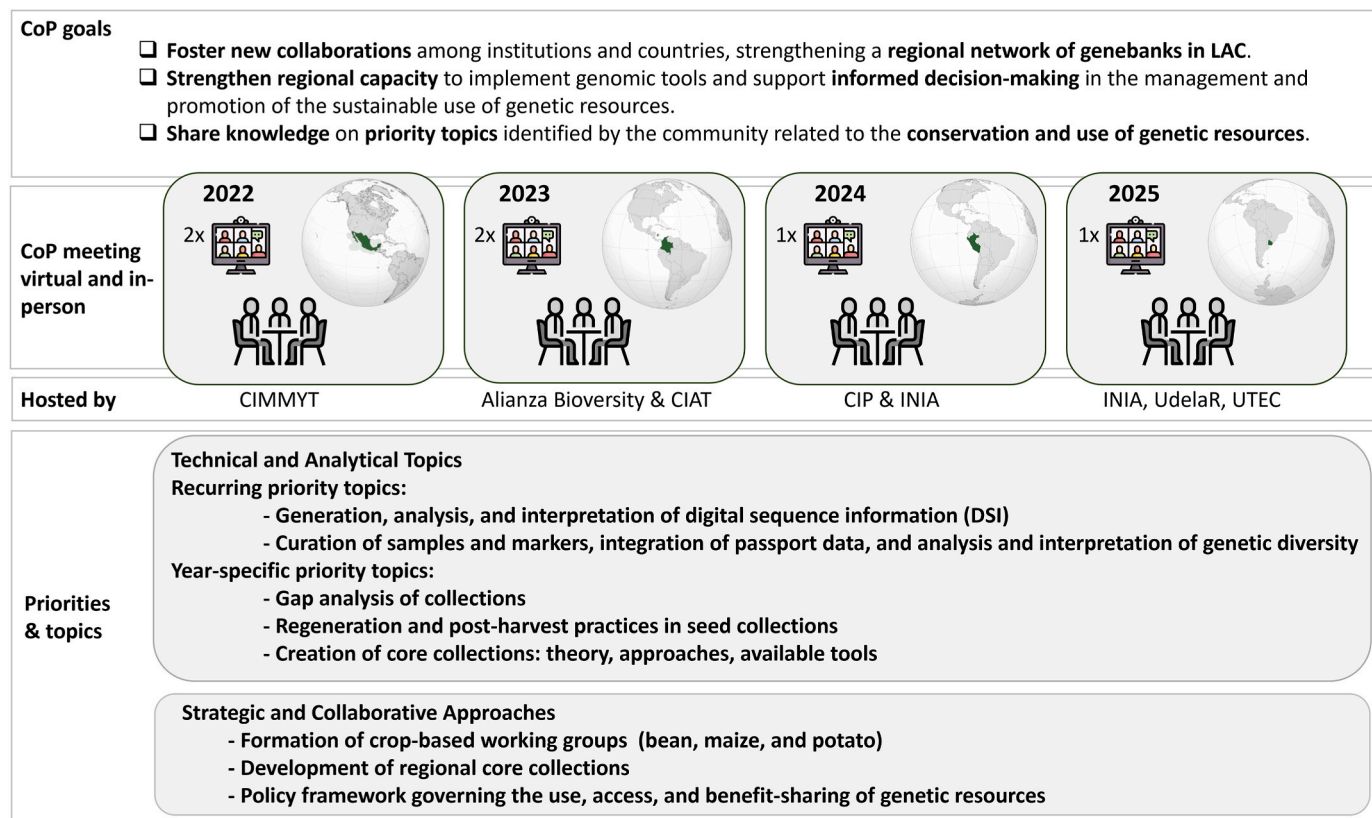 CoP goals
❑ Foster new collaborations among institutions and countries, strengthening a regional network of genebanks in LAC.
❑ Strengthen regional capacity to implement genomic tools and support informed decision-making in the management and
promotion of the sustainable use of genetic resources.
❑ Share knowledge on priority topics identified by the community related to the conservation and use of genetic resources.
CoP meeting
virtual and in-
person
2022
2x
2023
2x
2024
1x
2025
1x
Hosted by
CIMMYT
Alianza Bioversity & CIAT
CIP & INIA
INIA, UdelaR, UTEC
Priorities
& topics
Technical and Analytical Topics
Recurring priority topics:
- Generation, analysis, and interpretation of digital sequence information (DSI)
- Curation of samples and markers, integration of passport data, and analysis and interpretation of genetic diversity
Year-specific priority topics:
- Gap analysis of collections
- Regeneration and post-harvest practices in seed collections
- Creation of core collections: theory, approaches, available tools
Strategic and Collaborative Approaches
- Formation of crop-based working groups (bean, maize, and potato)
- Development of regional core collections
- Policy framework governing the use, access, and benefit-sharing of genetic resources